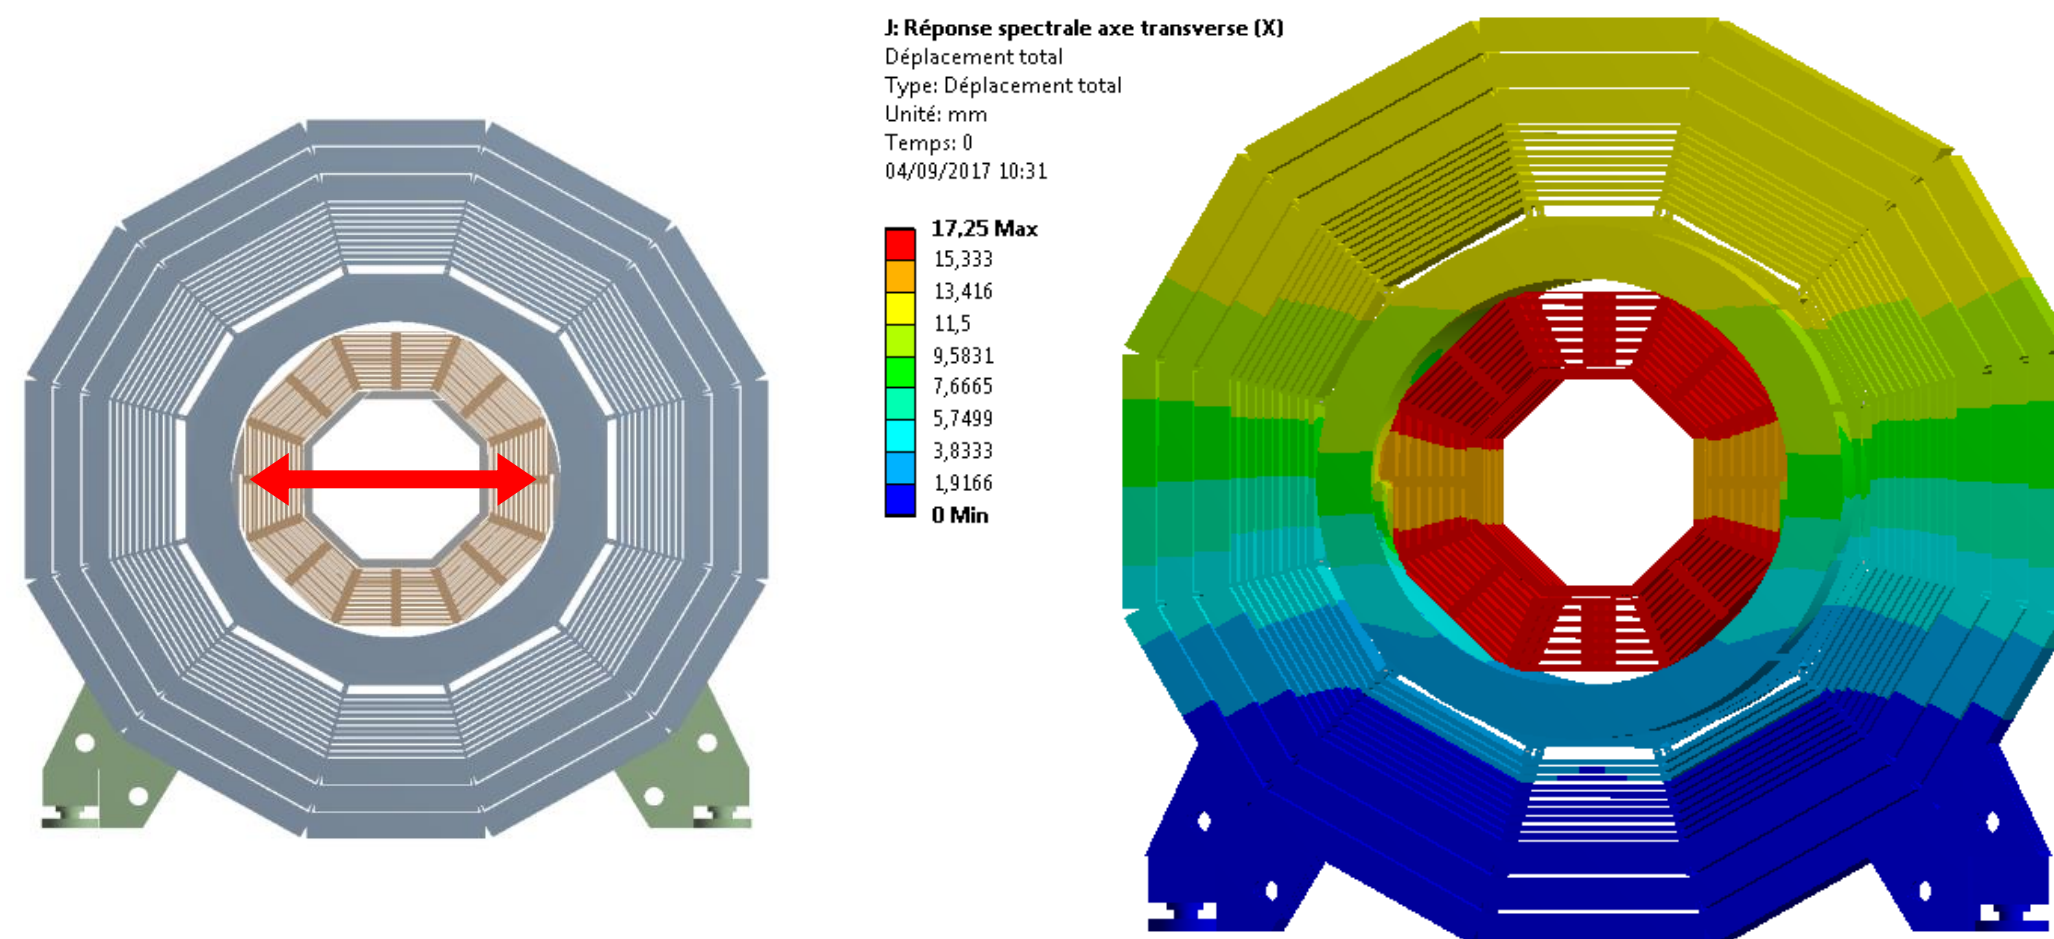 J: Réponse spectrale axe transverse (X)
Déplacement total
Type: Déplacement total
Unité: mm
Temps: 0
04/09/2017 10:31
17,25 Max
15,333
13,416
11,5
9,5831
7,6665
5,7499
3,8333
1,9166
0 Min